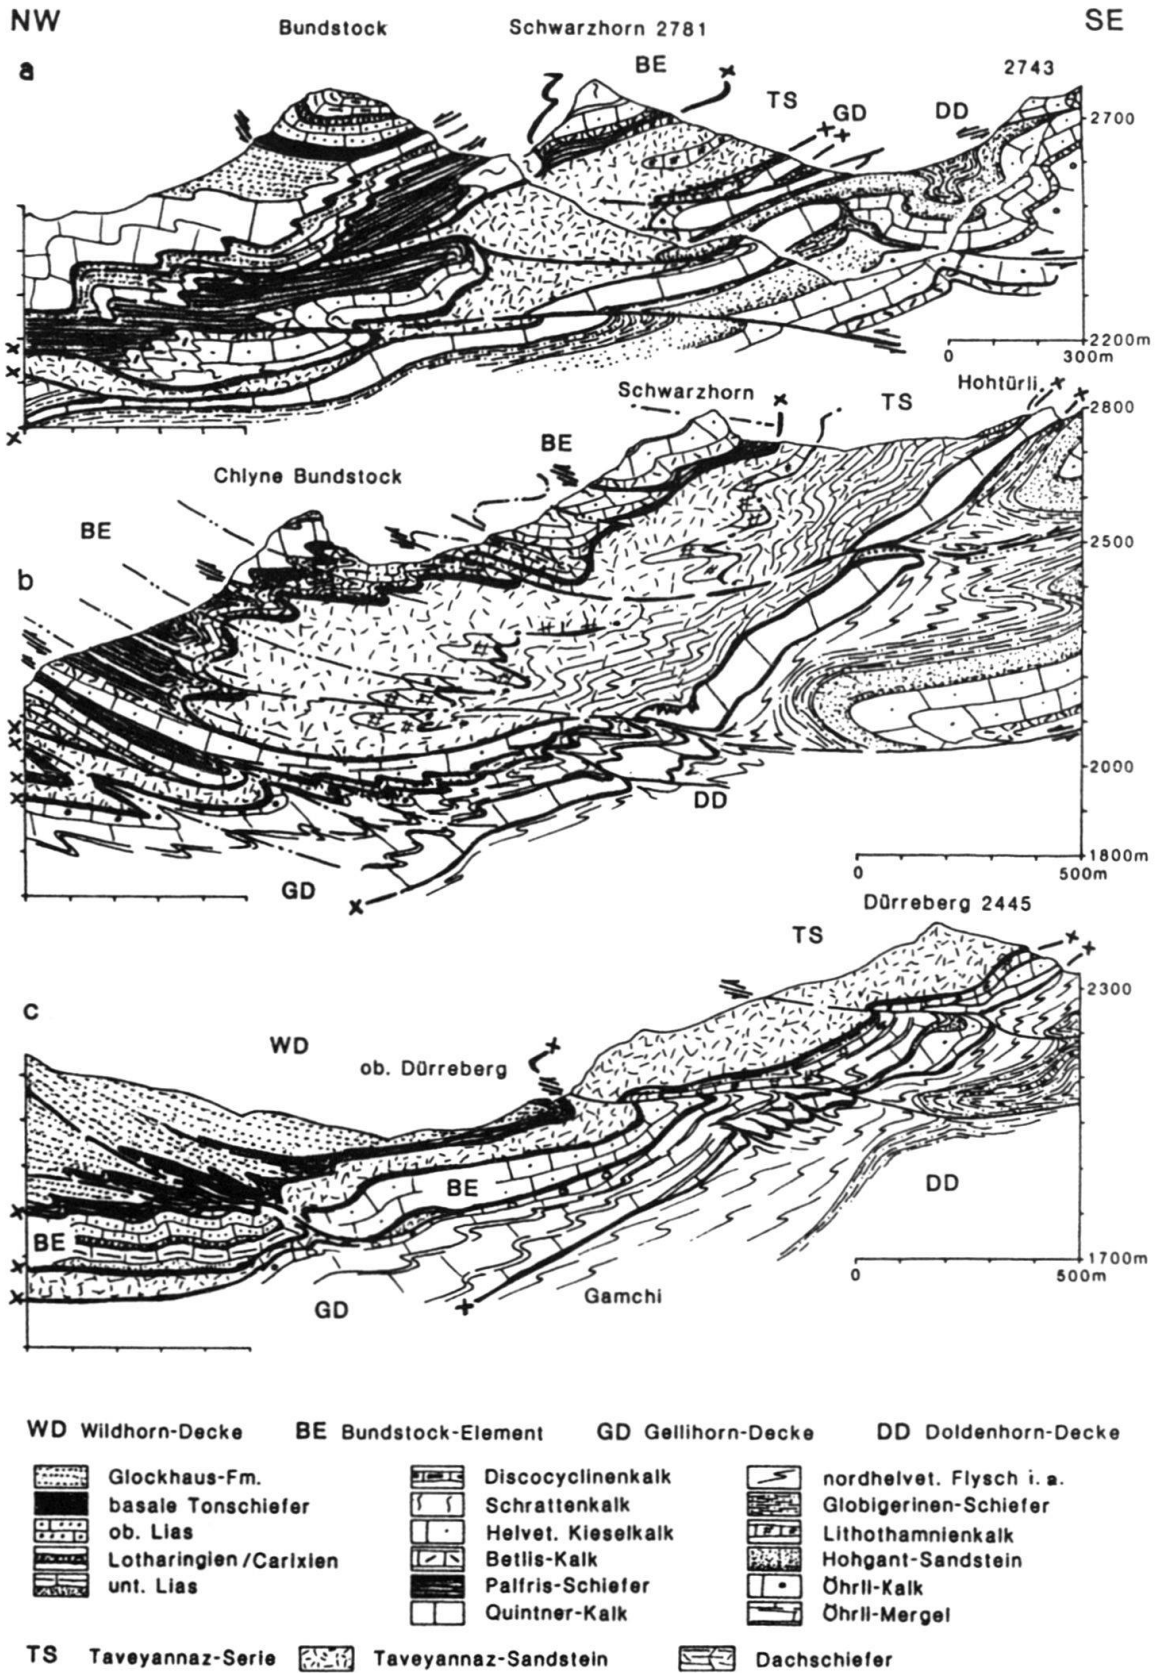 NW
SE
Bundstock
Schwarzhorn 2781
a
BE
2743
TS
GD
DD
2700
2200m
0
300m
Schwarzhorn
Hohtürli
TS
2800
BE
Chlyne Bundstock
BE
2500
b
2000
DD
1800m
0
500m
GD
Dürreberg 2445
TS
2300
c
WD
ob. Dürreberg
BE
DD
BE
1700m
0
500m
Gamchi
GD
WD Wildhorn-Decke BE Bundstock-Element GD Gellihorn-Decke DD Doldenhorn-Decke
Glockhaus-Fm. Discocyclinenkalk nordhelvet. Flysch i. a.
basale Tonschiefer Schrattenkalk Globigerinen-Schiefer
ob. Lias Helvet. Kieselkalk Lithothamnienkalk
Lotharingien/Carixien Betlis-Kalk Hohgant-Sandstein
unt. Lias Palfris-Schiefer Öhrli-Kalk
Quintner-Kalk Öhrli-Mergel
TS Taveyannaz-Serie Taveyannaz-Sandstein Dachschiefer